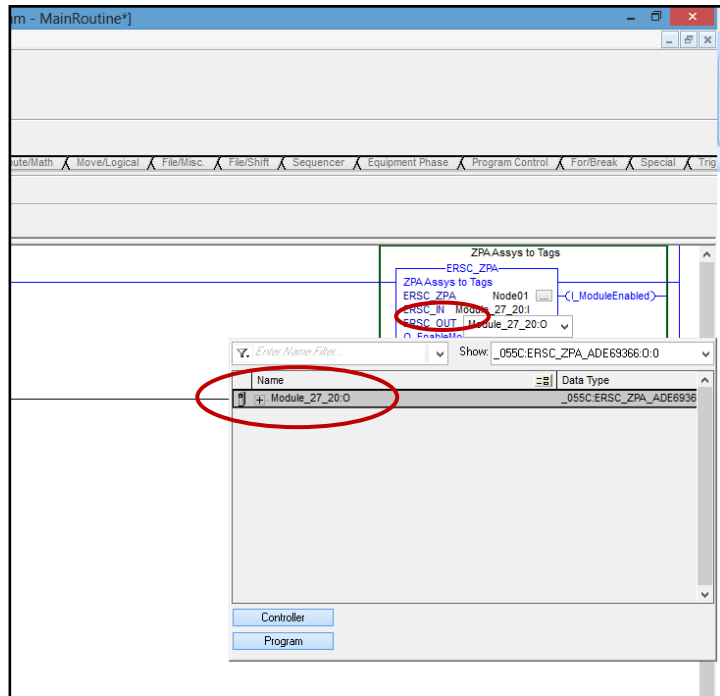 m - MainRoutine*]
ute/Math Move/Logical File/Misc. File/Shift Sequencer Equipment Phase Program Control For/Break Special Trig
ZPA Assys to Tags
ERSC_ZPA
ZPA Assys to Tags
ERSC_ZPA Node01 ... (I_ModuleEnabled)
ERSC_IN Module_27_20:I
ERSC_OUT Module_27_20:O
O_EnableMo
Enter Name Filter... Show: _055C:ERSC_ZPA_ADE69366:O:0
Name Data Type
Module_27_20:O _055C:ERSC_ZPA_ADE6936
Controller
Program